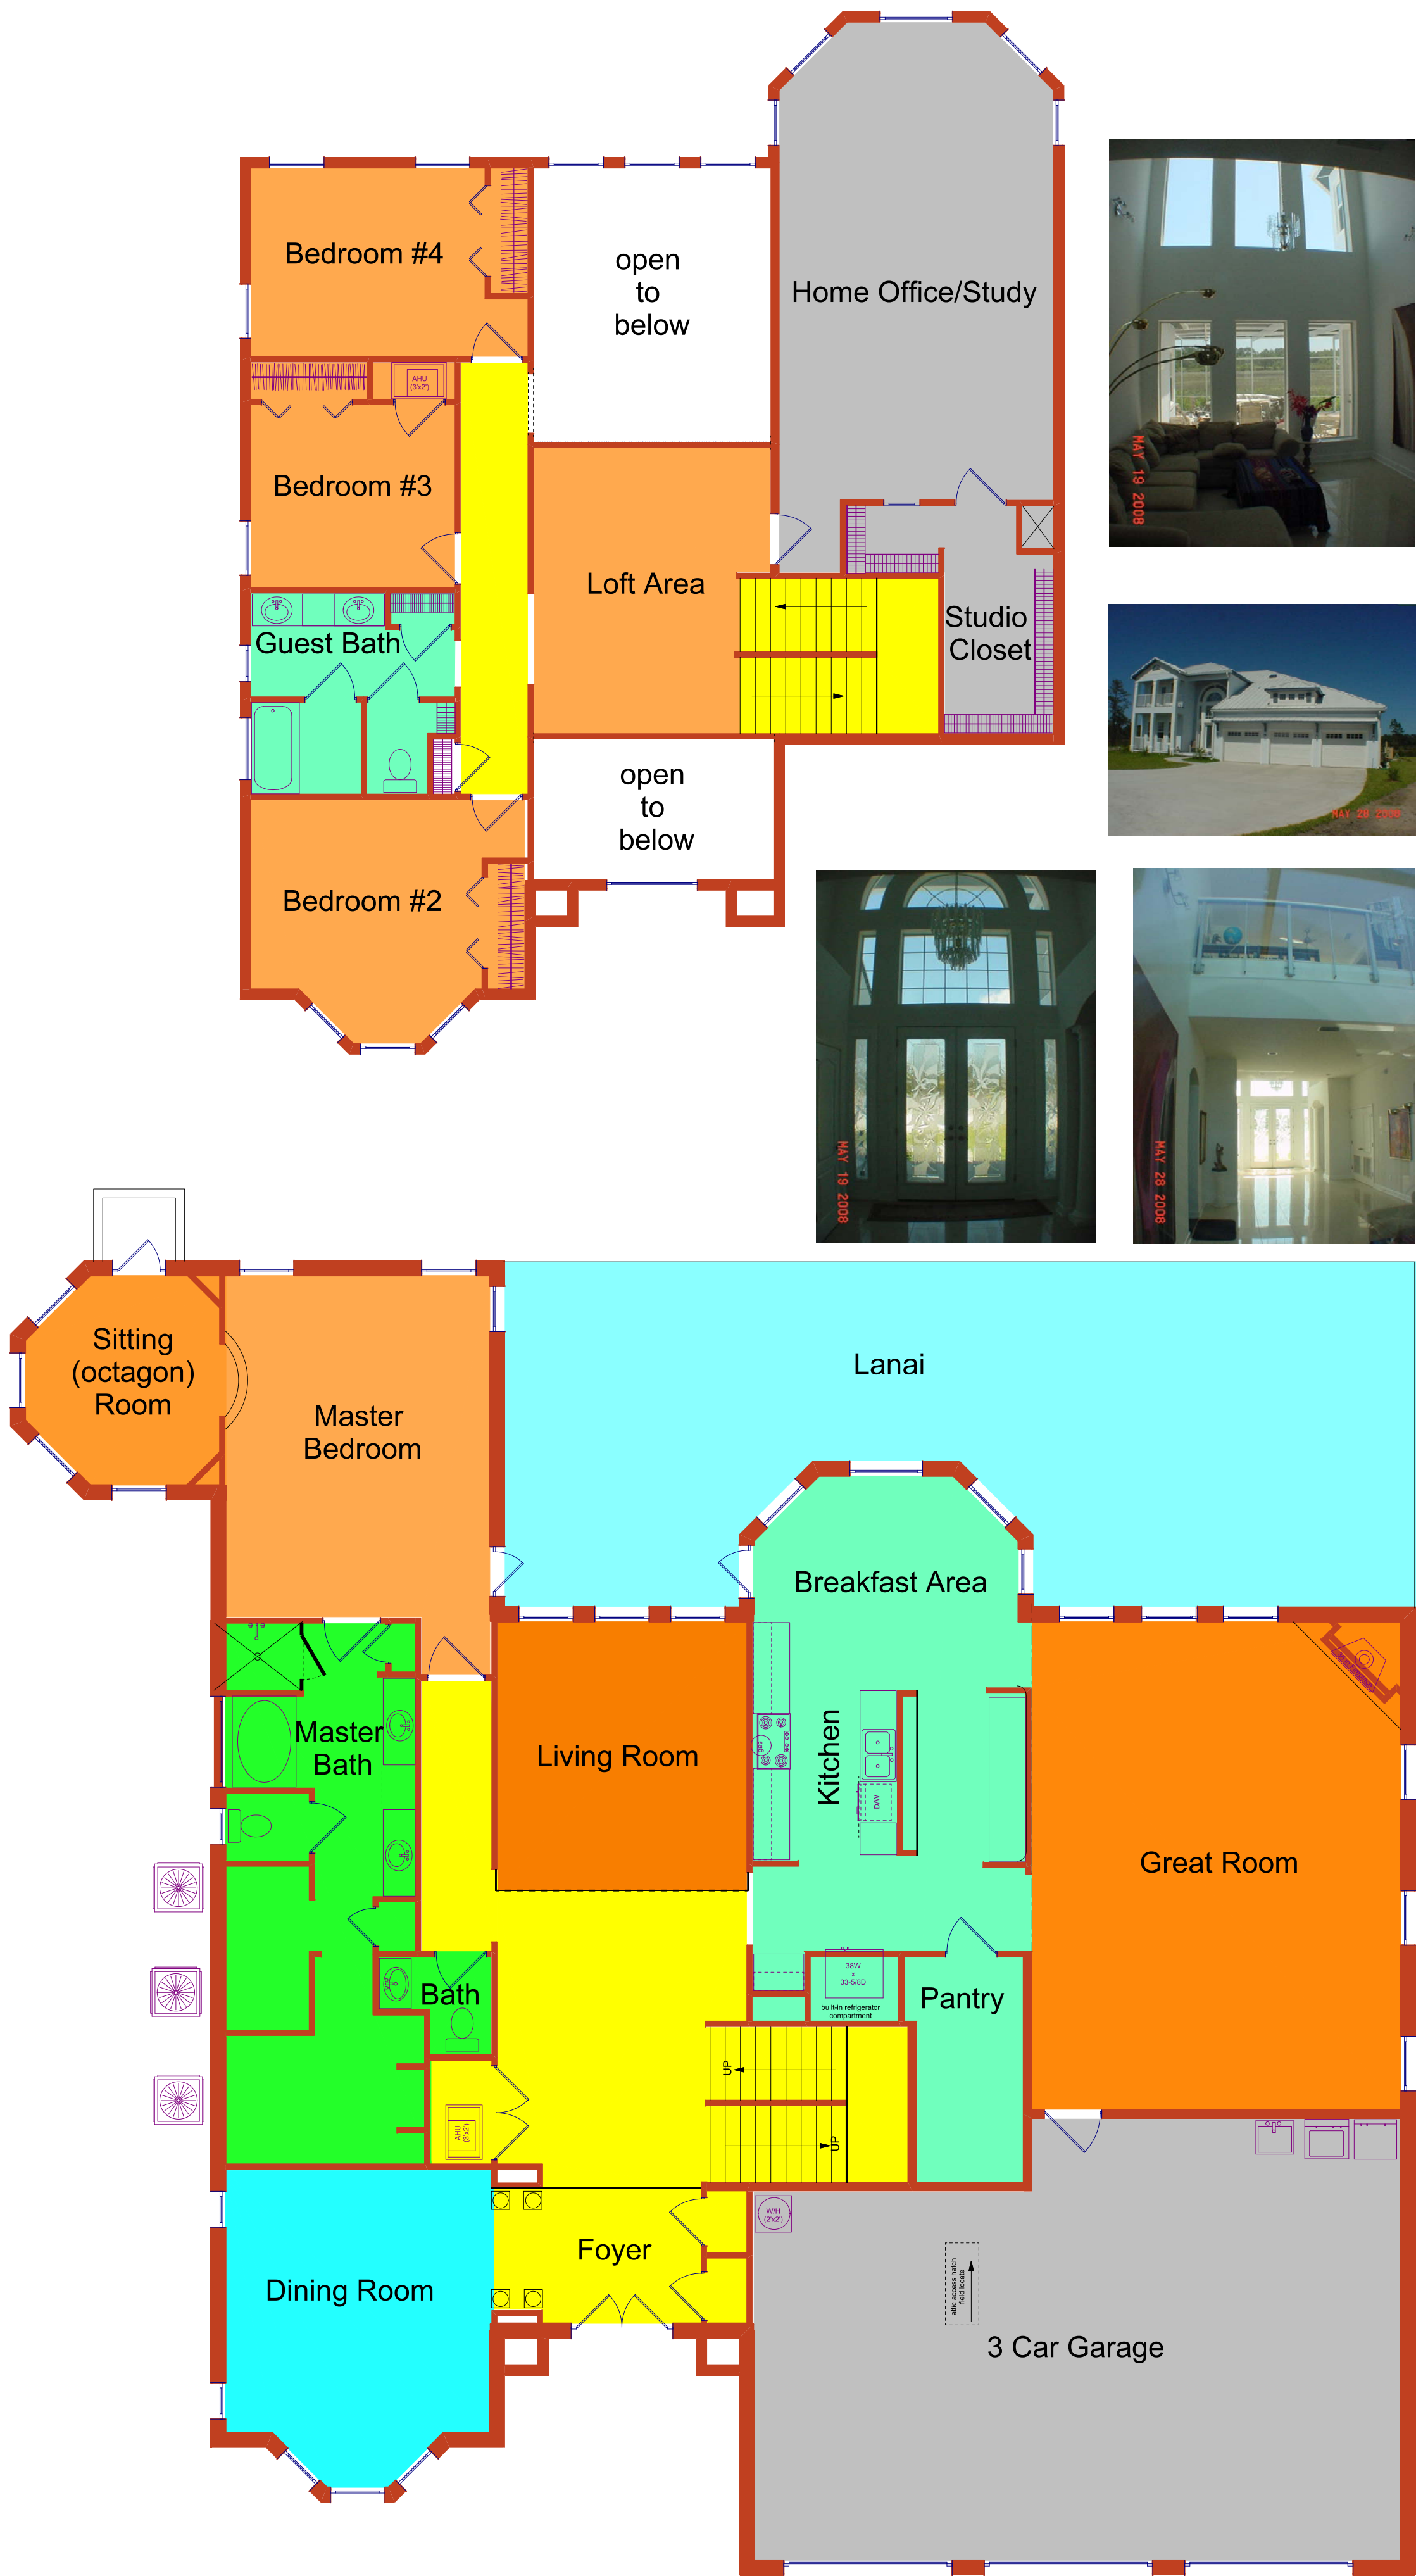 Bedroom #4
open
to
below
Home Office/Study
AHU
(3'x2')
Bedroom #3
MAY 19 2008
Loft Area
Guest Bath
Studio
Closet
open
to
below
MAY 28 2008
Bedroom #2
MAY 19 2008
MAY 28 2008
Sitting
(octagon)
Room
Lanai
Master
Bedroom
Breakfast Area
Master
Bath
Living Room
gas
Kitchen
D/W
Great Room
38W
x
33-5/8D
built-in refrigerator
compartment
Pantry
Bath
UP
UP
AHU
(3'x2')
W/H
(2'x2')
Foyer
attic access hatch
field locate
Dining Room
3 Car Garage